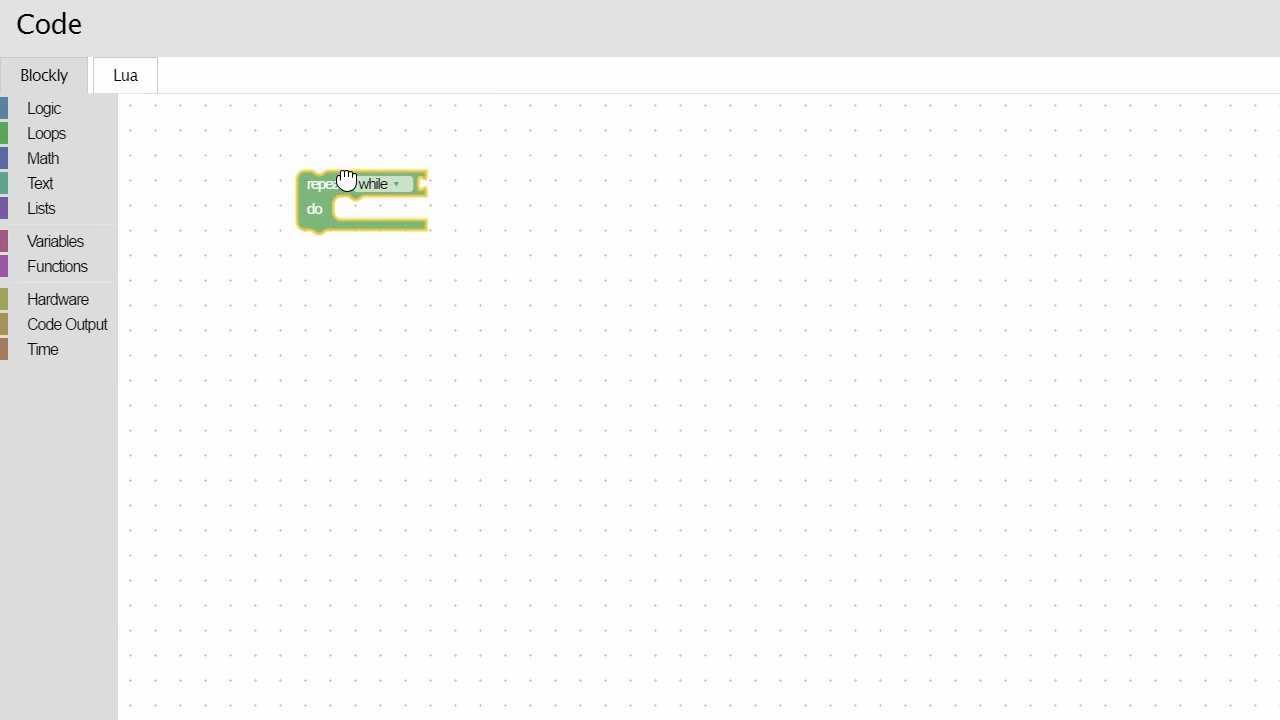 Code
Blockly
Lua
Logic
Loops
Math
Text
Lists
Variables
Functions
Hardware
Code Output
Time
while
do